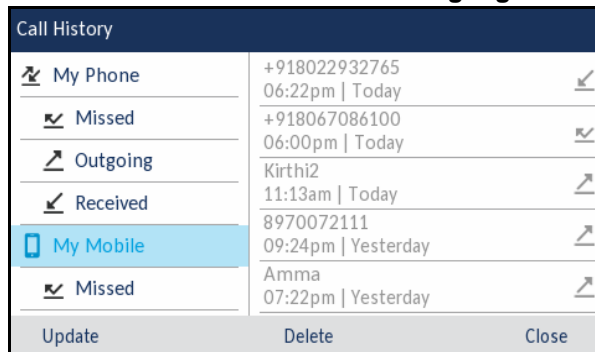 Call History
My Phone
Missed
Outgoing
Received
My Mobile
Missed
+918022932765
06:22pm | Today
+918067086100
06:00pm | Today
Kirthi2
11:13am | Today
8970072111
09:24pm | Yesterday
Amma
07:22pm | Yesterday
Update Delete Close